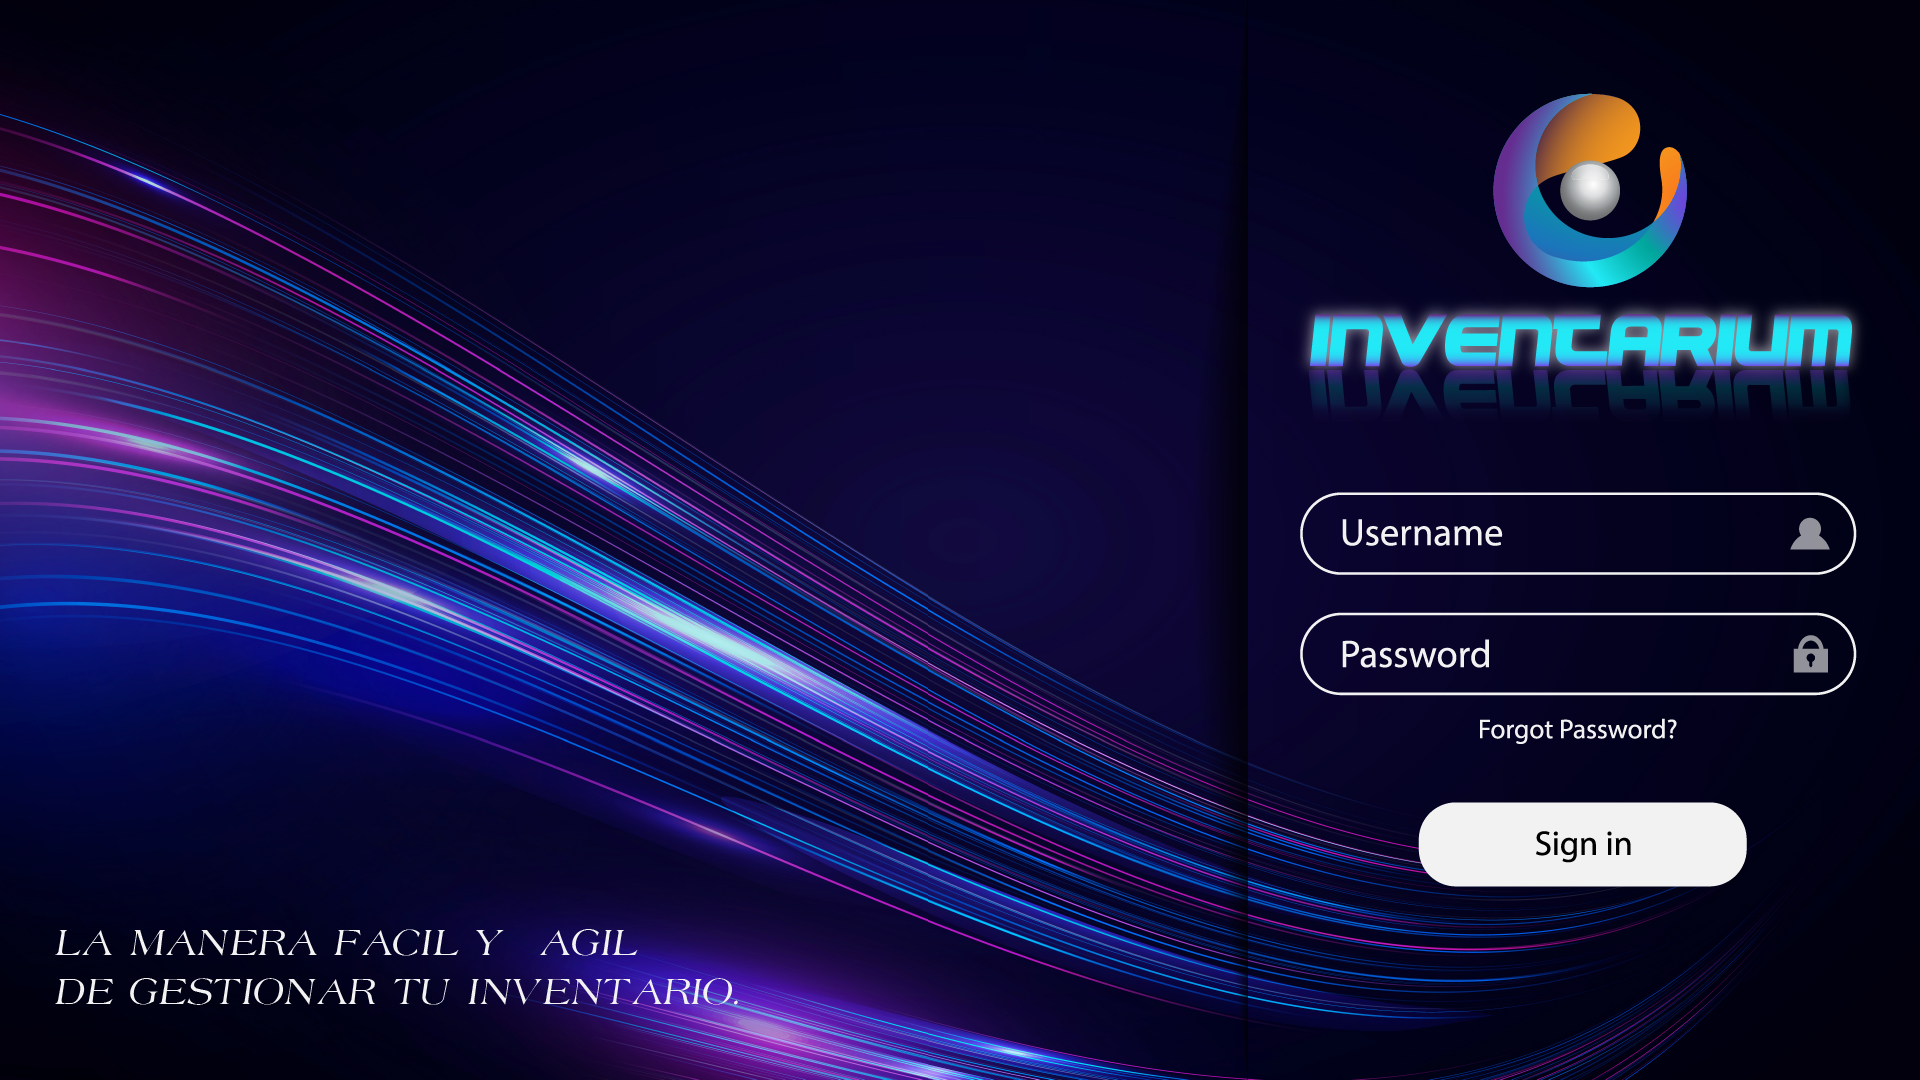 INVENTARIUM
Username
Password
Forgot Password?
Sign in
LA MANERA FACIL Y AGIL
DE GESTIONAR TU INVENTARIO.